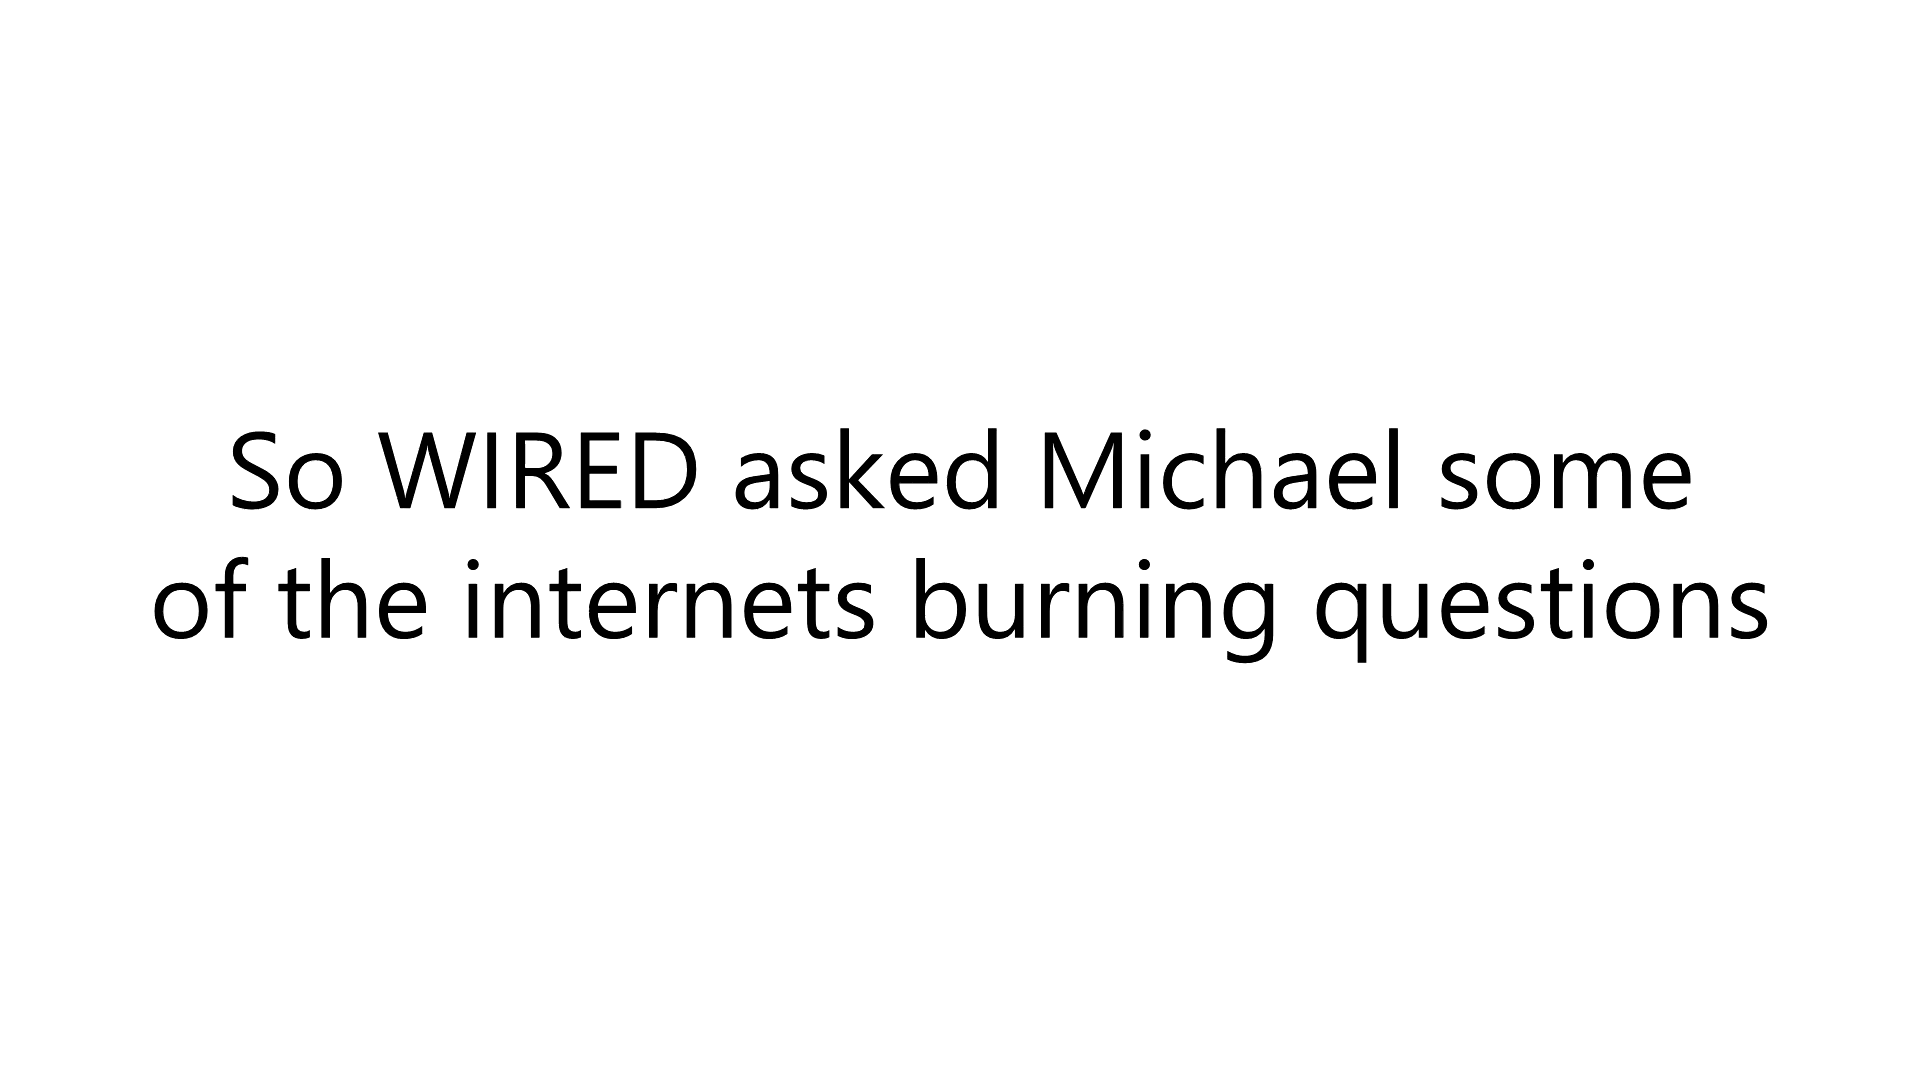 So WIRED asked Michael some
of the internets burning questions